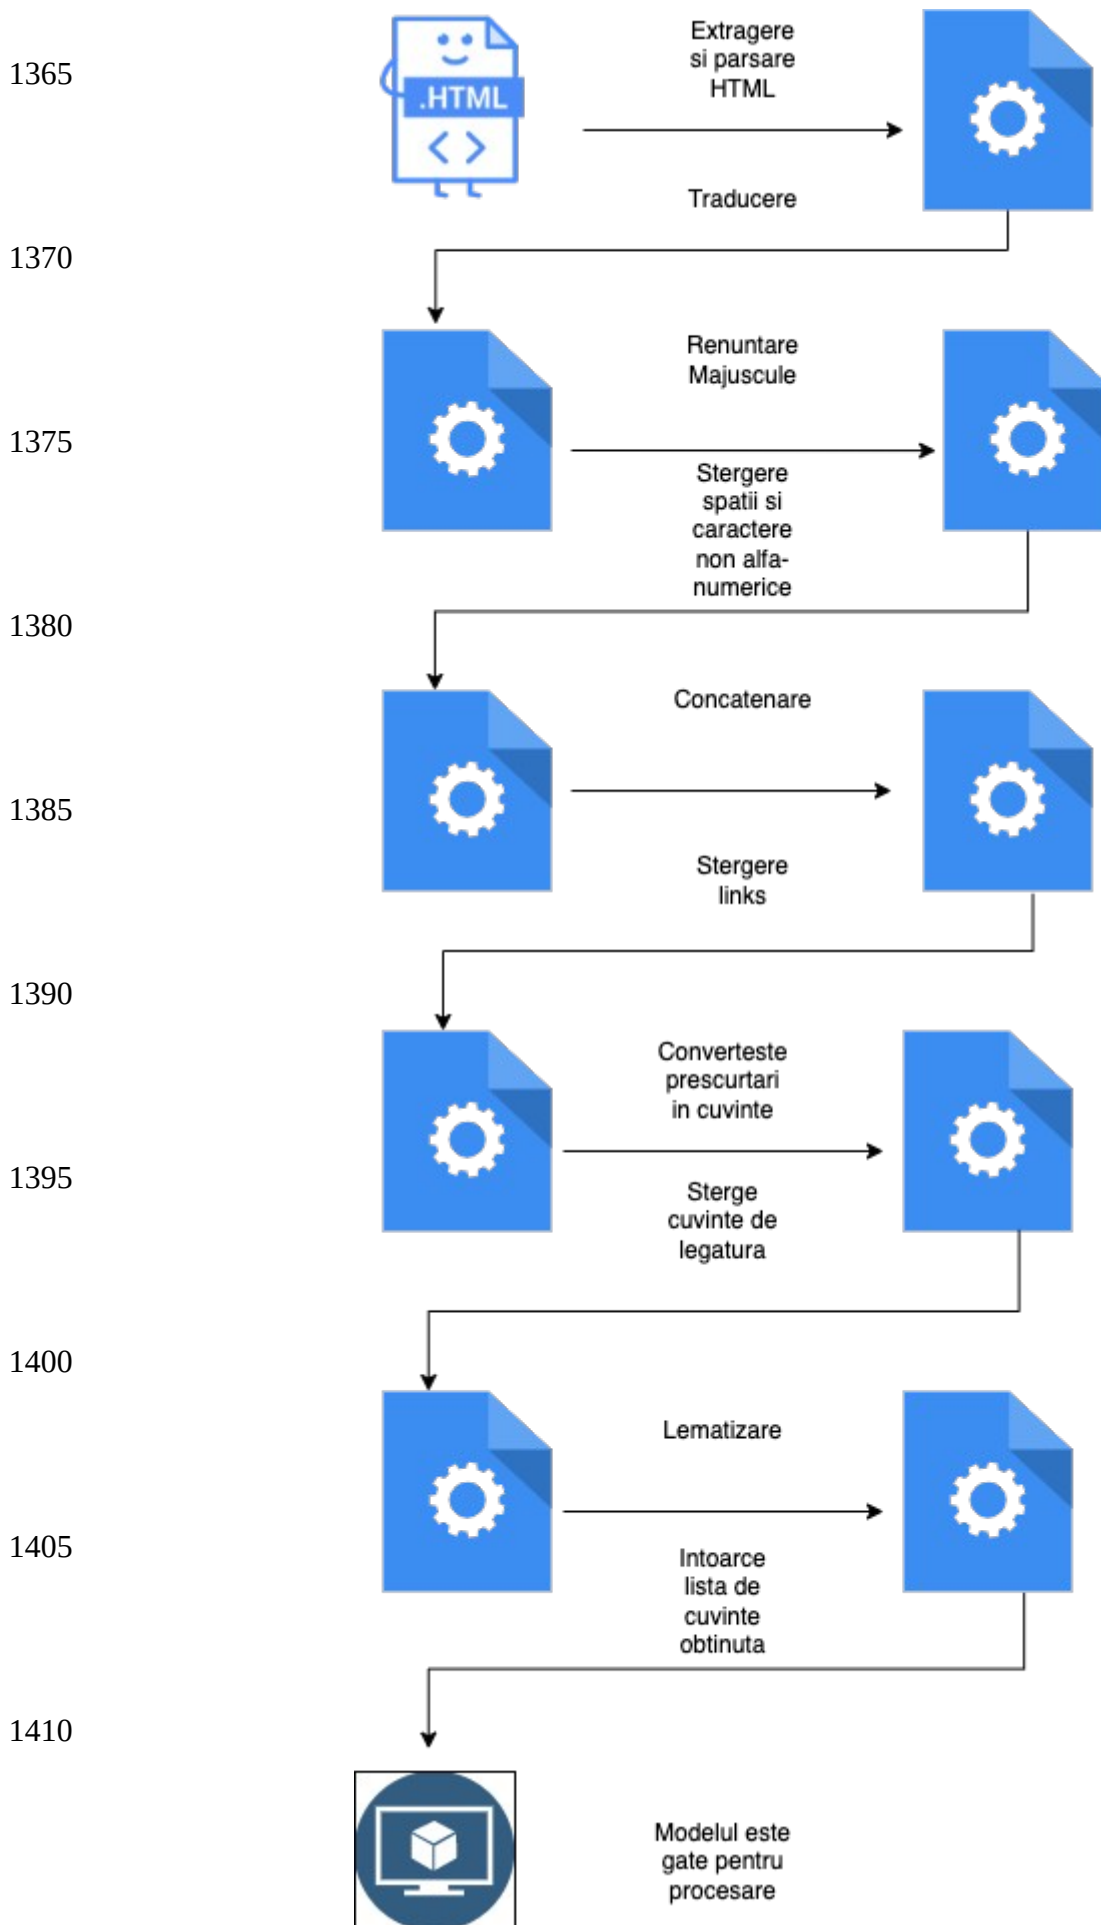 Extragere
si parsare
HTML
1365
.HTML
Traducere
1370
Renuntare
Majuscule
1375
Stergere
spatii si
caractere
non alfa-
numerice
1380
Concatenare
1385
Stergere
links
1390
Converteste
prescurtari
in cuvinte
1395
Sterge
cuvinte de
legatura
1400
Lematizare
1405
Intoarce
lista de
cuvinte
obtinuta
1410
Modelul este
gate pentru
procesare